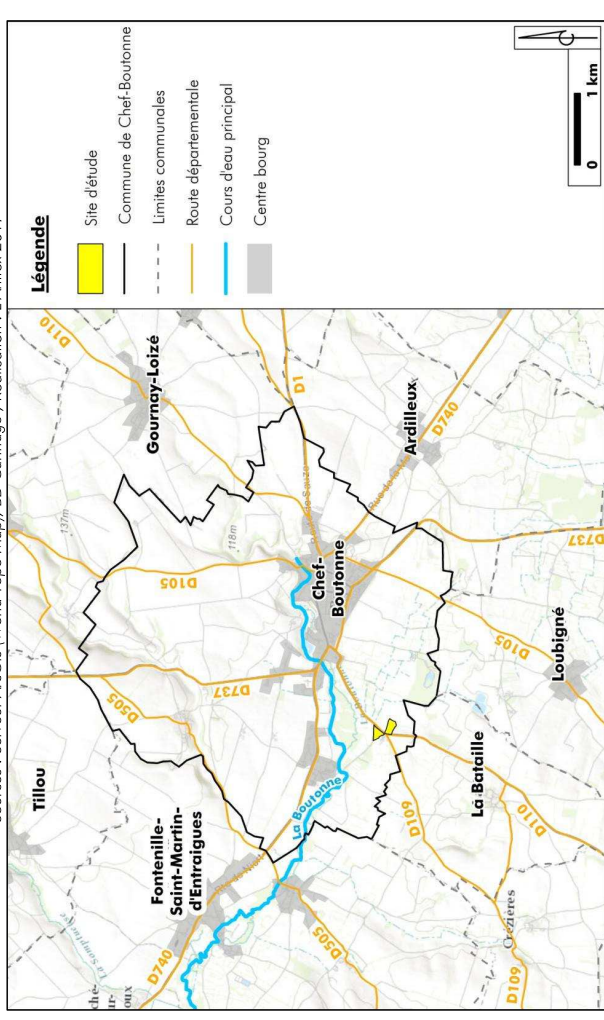 Légende
Site d'étude
Commune de Chef-Boutonne
Limites communales
Route départementale
Cours d'eau principal
Centre bourg
0
1 km
Tillou
Gournay-Loizé
Fontenille-
Saint-Martin-
d'Entraigues
Chef-
Boutonne
Ardilleux
La Bataille
Loubigné
Crézières
La Boutonne
D110
D1
D740
D737
D105
D105
D737
D505
D740
D505
D109
D110
D109
137m
118m